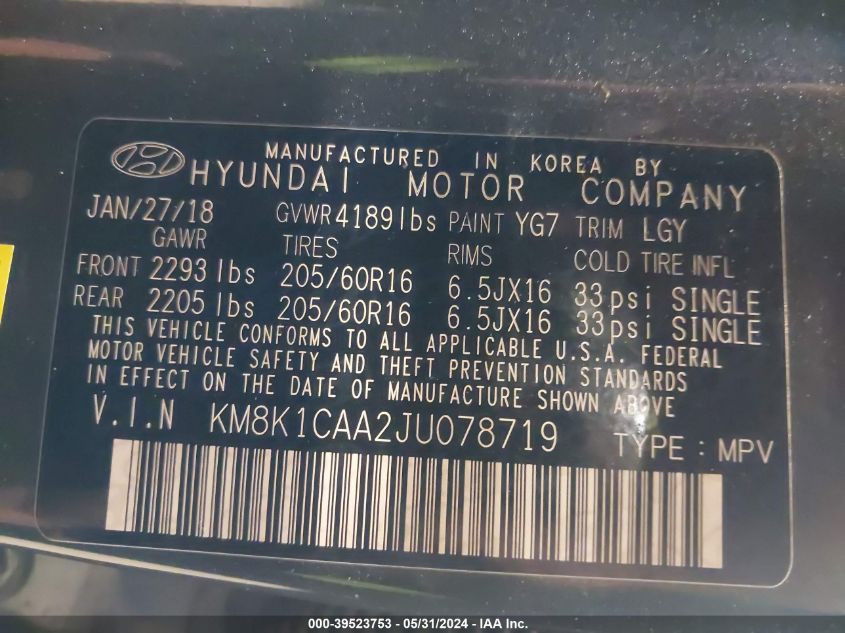 MANUFACTURED IN KOREA BY
HYUNDAI MOTOR COMPANY
JAN/27/18 GVWR 4189lbs PAINT YG7 TRIM LGY
GAWR TIRES RIMS COLD TIRE INFL
FRONT 2293 lbs 205/60R16 6.5JX16 33psi SINGLE
REAR 2205 lbs 205/60R16 6.5JX16 33psi SINGLE
THIS VEHICLE CONFORMS TO ALL APPLICABLE U.S.A. FEDERAL
MOTOR VEHICLE SAFETY AND THEFT PREVENTION STANDARDS
IN EFFECT ON THE DATE OF MANUFACTURE SHOWN ABOVE
V.I.N KM8K1CAA2JU078719 TYPE : MPV
000-39523753 - 05/31/2024 - IAA Inc.